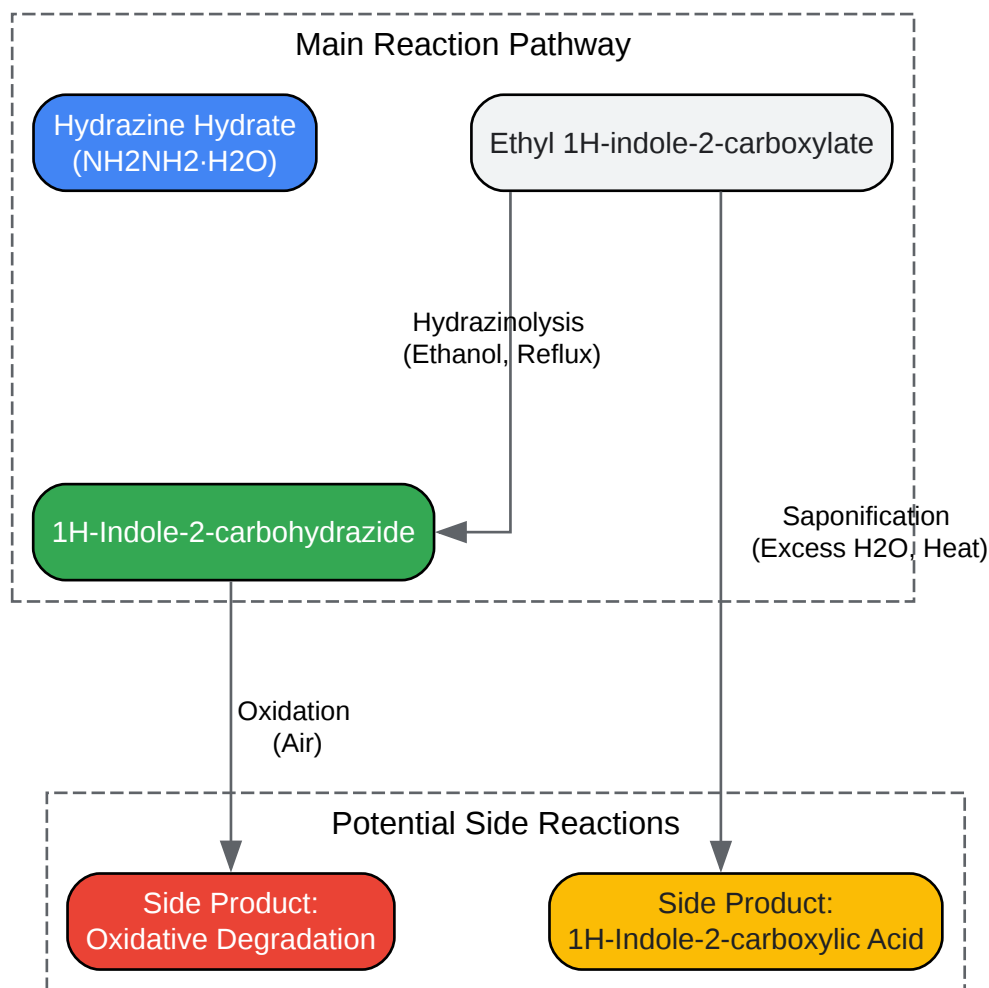 Main Reaction Pathway
Hydrazine Hydrate
(NH2NH2·H2O)
Ethyl 1H-indole-2-carboxylate
Hydrazinolysis
(Ethanol, Reflux)
1H-Indole-2-carbohydrazide
Saponification
(Excess H2O, Heat)
Oxidation
(Air)
Potential Side Reactions
Side Product:
Oxidative Degradation
Side Product:
1H-Indole-2-carboxylic Acid